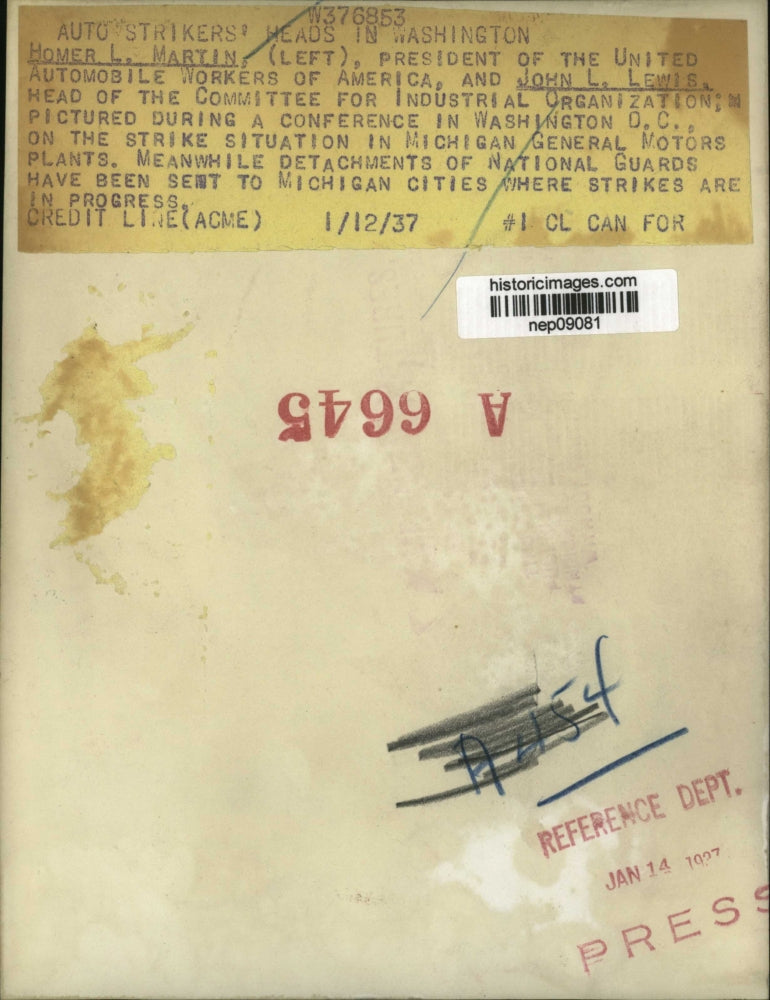 W376853
AUTO STRIKERS' HEADS IN WASHINGTON
HOMER L. MARTIN, (LEFT), PRESIDENT OF THE UNITED
AUTOMOBILE WORKERS OF AMERICA, AND JOHN L. LEWIS,
HEAD OF THE COMMITTEE FOR INDUSTRIAL ORGANIZATION;
PICTURED DURING A CONFERENCE IN WASHINGTON D.C.,
ON THE STRIKE SITUATION IN MICHIGAN GENERAL MOTORS
PLANTS. MEANWHILE DETACHMENTS OF NATIONAL GUARDS
HAVE BEEN SENT TO MICHIGAN CITIES WHERE STRIKES ARE
IN PROGRESS.
CREDIT LINE(ACME) 1/12/37 #1 CL CAN FOR
historicimages.com
nep09081
A 6645
A 454
REFERENCE DEPT.
JAN 14 1937
PRESS